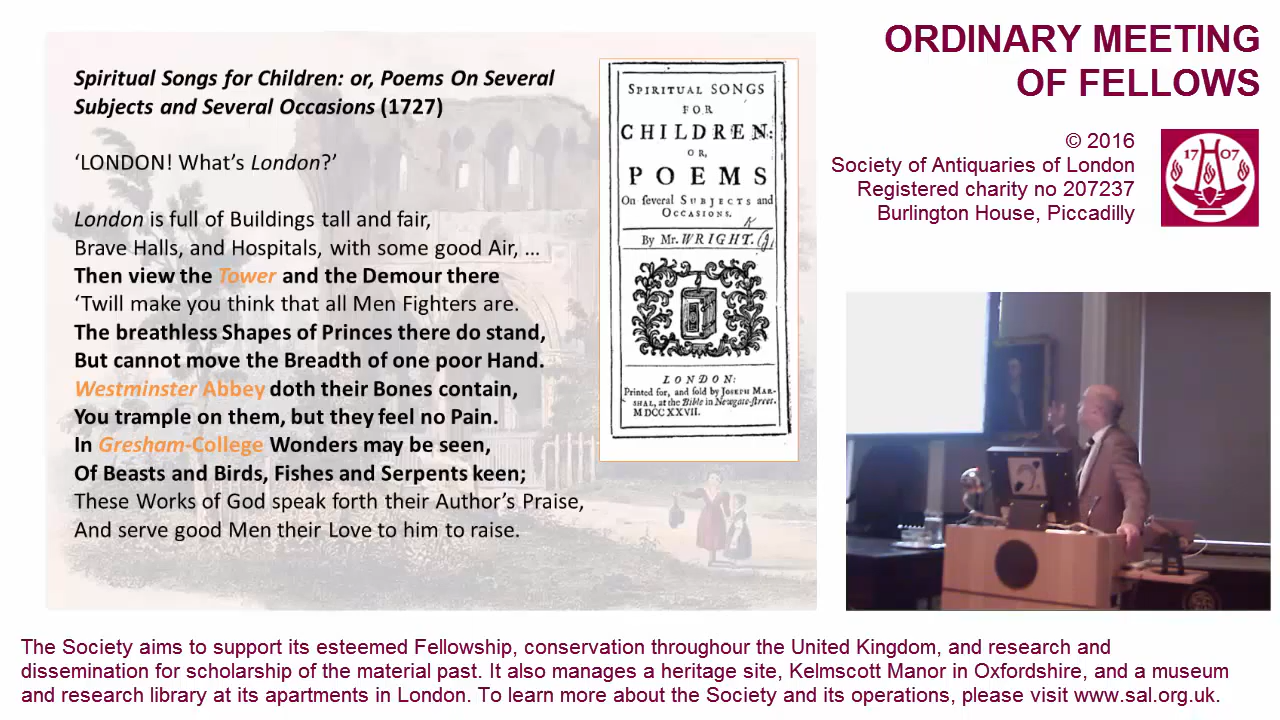 Spiritual Songs for Children: or, Poems On Several
Subjects and Several Occasions (1727)
‘LONDON! What’s London?’
London is full of Buildings tall and fair,
Brave Halls, and Hospitals, with some good Air, ...
Then view the Tower and the Demour there
‘Twill make you think that all Men Fighters are.
The breathless Shapes of Princes there do stand,
But cannot move the Breadth of one poor Hand.
Westminster Abbey doth their Bones contain,
You trample on them, but they feel no Pain.
In Gresham-College Wonders may be seen,
Of Beasts and Birds, Fishes and Serpents keen;
These Works of God speak forth their Author’s Praise,
And serve good Men their Love to him to raise.
SPIRITUAL SONGS
FOR
CHILDREN:
OR,
POEMS
On several SUBJECTS and
OCCASIONS.
By Mr. WRIGHT.
LONDON:
Printed for, and sold by JOSEPH MAR-
SHAL, at the Bible in Newgate-street.
MDCCXXVII.
ORDINARY MEETING
OF FELLOWS
© 2016
Society of Antiquaries of London
Registered charity no 207237
Burlington House, Piccadilly
17 07
The Society aims to support its esteemed Fellowship, conservation throughour the United Kingdom, and research and
dissemination for scholarship of the material past. It also manages a heritage site, Kelmscott Manor in Oxfordshire, and a museum
and research library at its apartments in London. To learn more about the Society and its operations, please visit www.sal.org.uk.